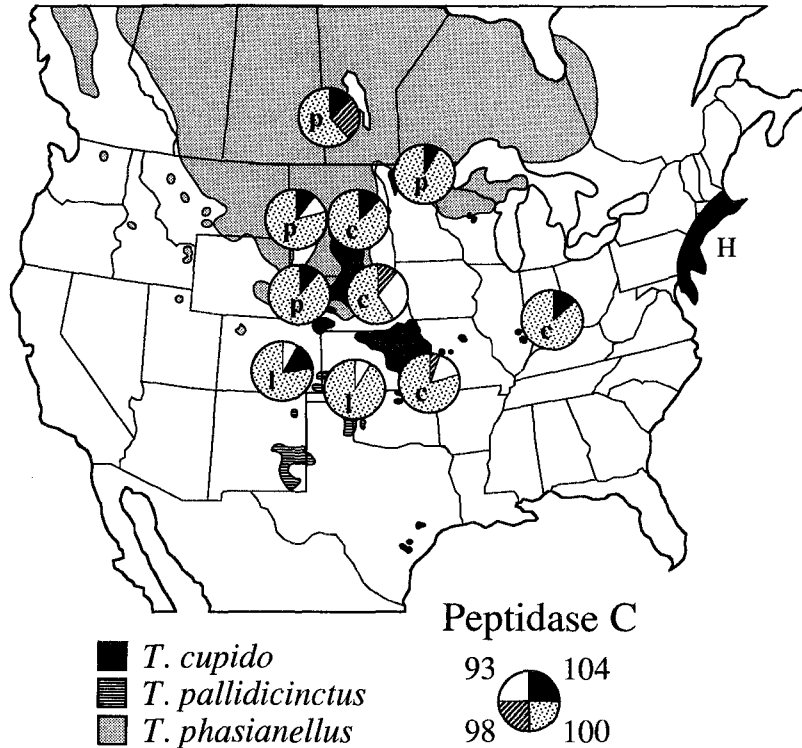 p
p
p
c
H
p
c
c
l
l
c
Peptidase C
93 104
98 100
T. cupido
T. pallidicinctus
T. phasianellus